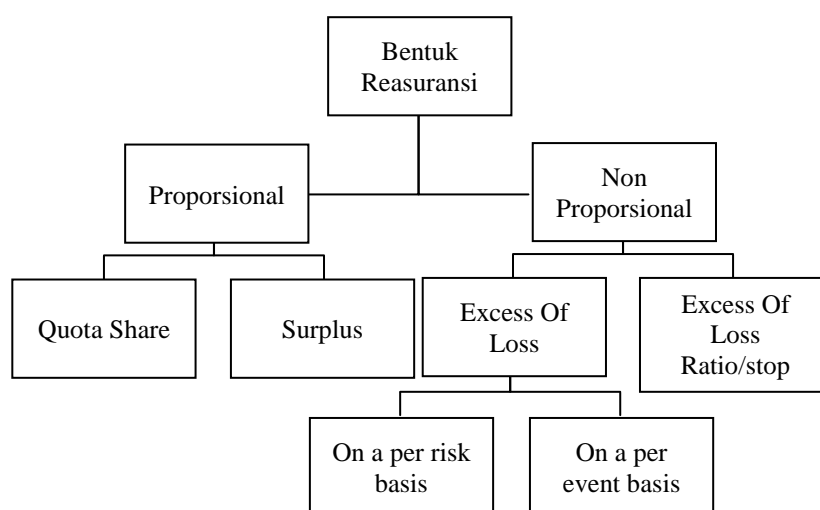 Bentuk
Reasuransi
Proporsional
Non
Proporsional
Quota Share
Surplus
Excess Of
Loss
Excess Of
Loss
Ratio/stop
On a per risk
basis
On a per
event basis